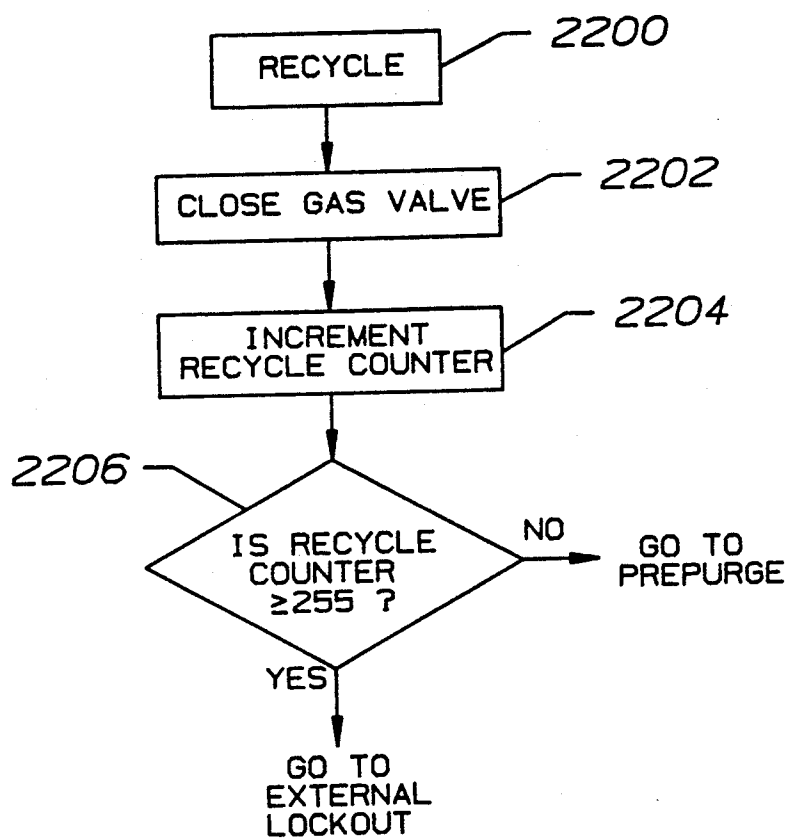 2200
RECYCLE
2202
CLOSE GAS VALVE
2204
INCREMENT
RECYCLE COUNTER
2206
IS RECYCLE
COUNTER
≥255 ?
NO
GO TO
PREPURGE
YES
GO TO
EXTERNAL
LOCKOUT